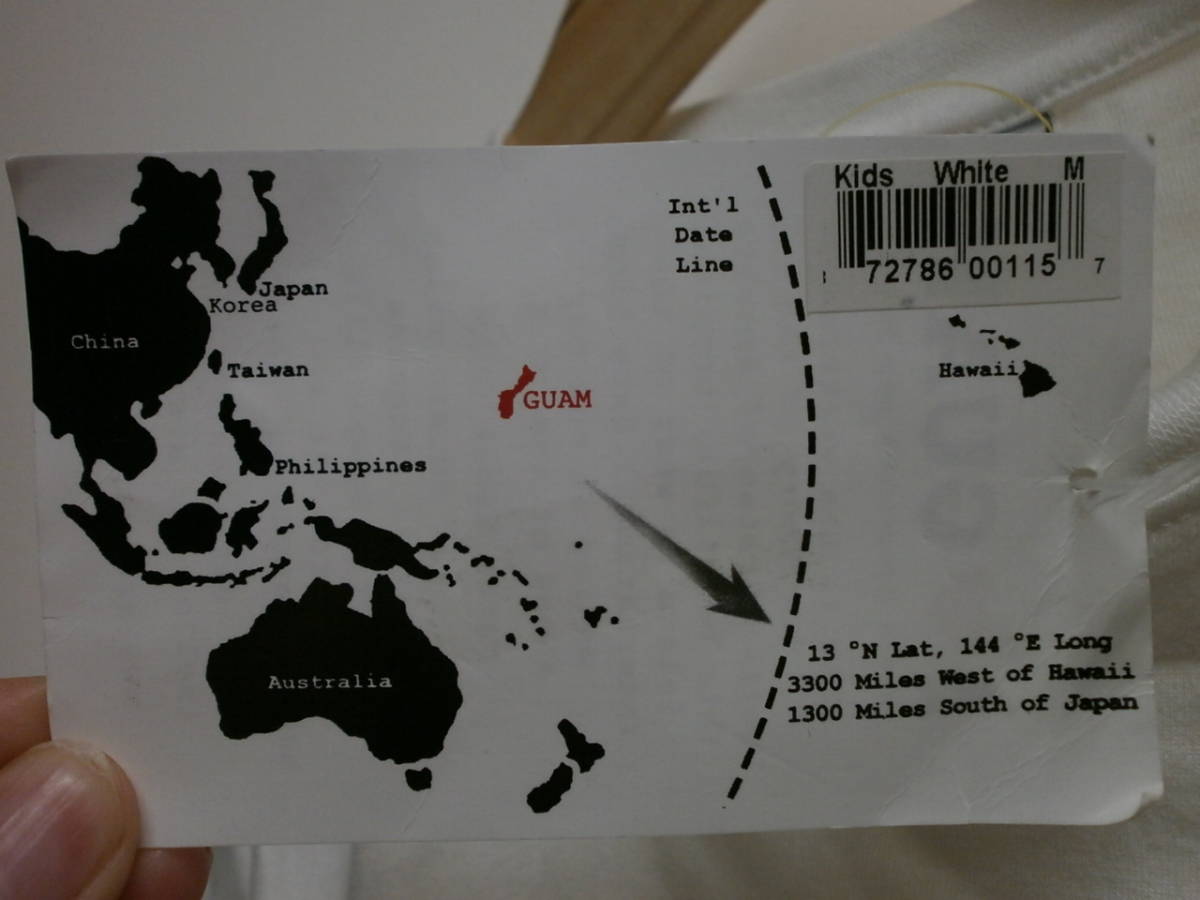 Kids White M
72786 00115 7
Int'l
Date
Line
Japan
Korea
China
Taiwan
Hawaii
GUAM
Philippines
13 °N Lat, 144 °E Long
3300 Miles West of Hawaii
1300 Miles South of Japan
Australia